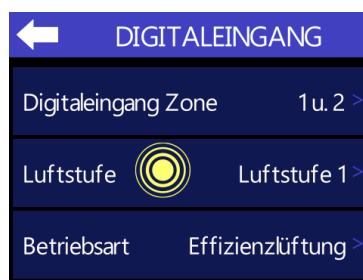 DIGITALEINGANG
Digitaleingang Zone 1 u. 2 >
Luftstufe Luftstufe 1 >
Betriebsart Effizienzlüftung >